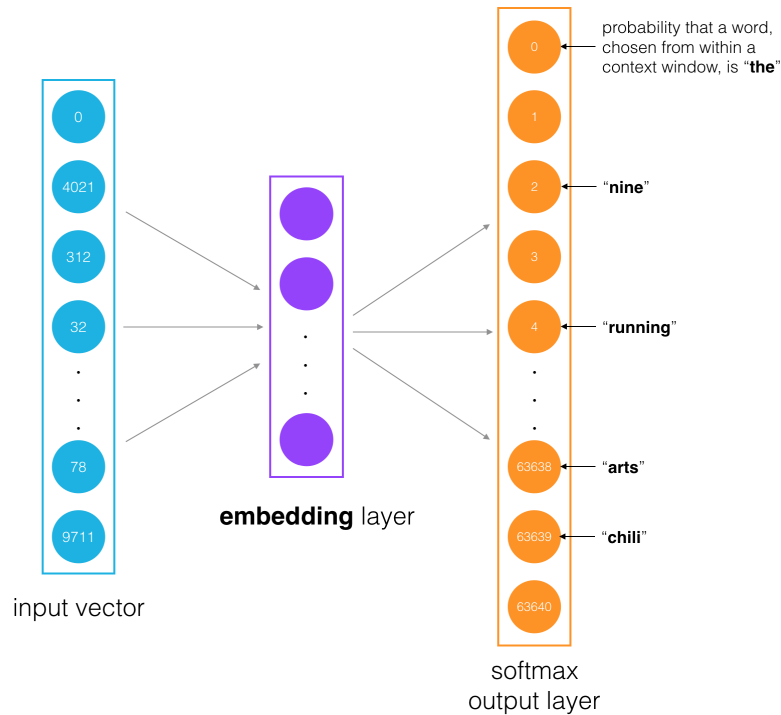 0
4021
312
32
78
9711
input vector
embedding layer
0
1
2
3
4
63638
63639
63640
softmax
output layer
probability that a word,
chosen from within a
context window, is “the”
“nine”
“running”
“arts”
“chili”